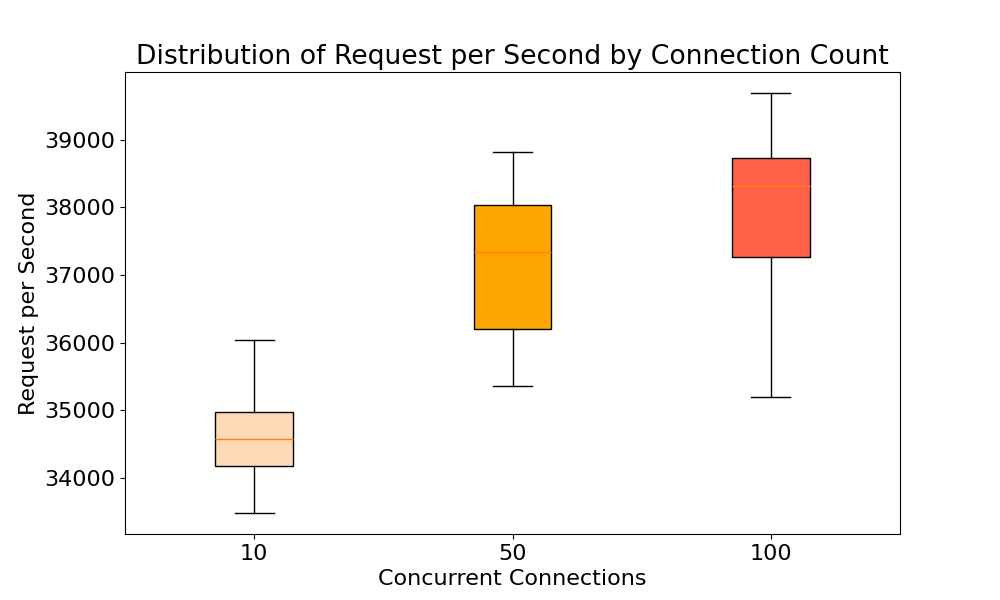 Distribution of Request per Second by Connection Count
Request per Second
39000
38000
37000
36000
35000
34000
10 50 100
Concurrent Connections